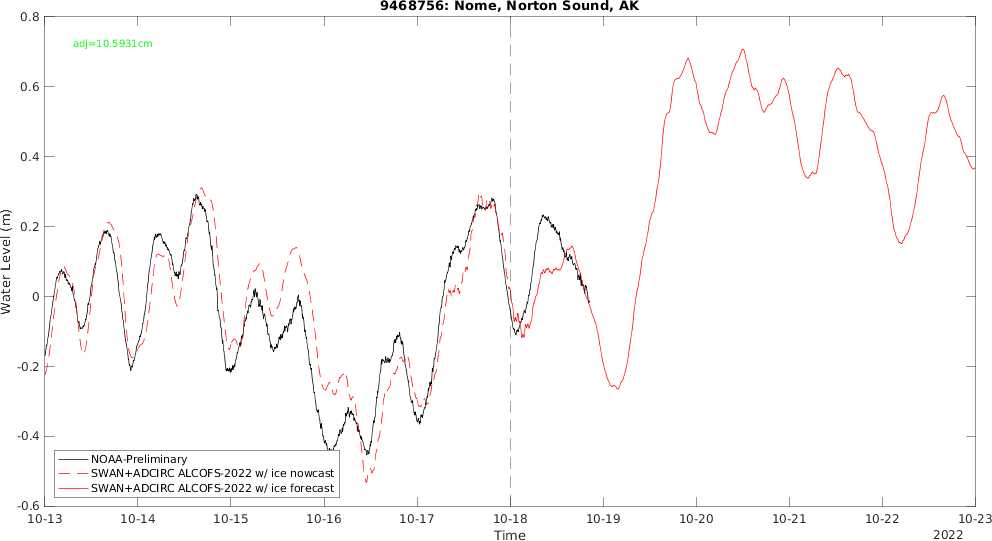 9468756: Nome, Norton Sound, AK
adj=10.5931cm
Water Level (m)
0.8
0.6
0.4
0.2
0
-0.2
-0.4
-0.6
NOAA-Preliminary
SWAN+ADCIRC ALCOFS-2022 w/ ice nowcast
SWAN+ADCIRC ALCOFS-2022 w/ ice forecast
10-13 10-14 10-15 10-16 10-17 10-18 10-19 10-20 10-21 10-22 10-23
Time
2022